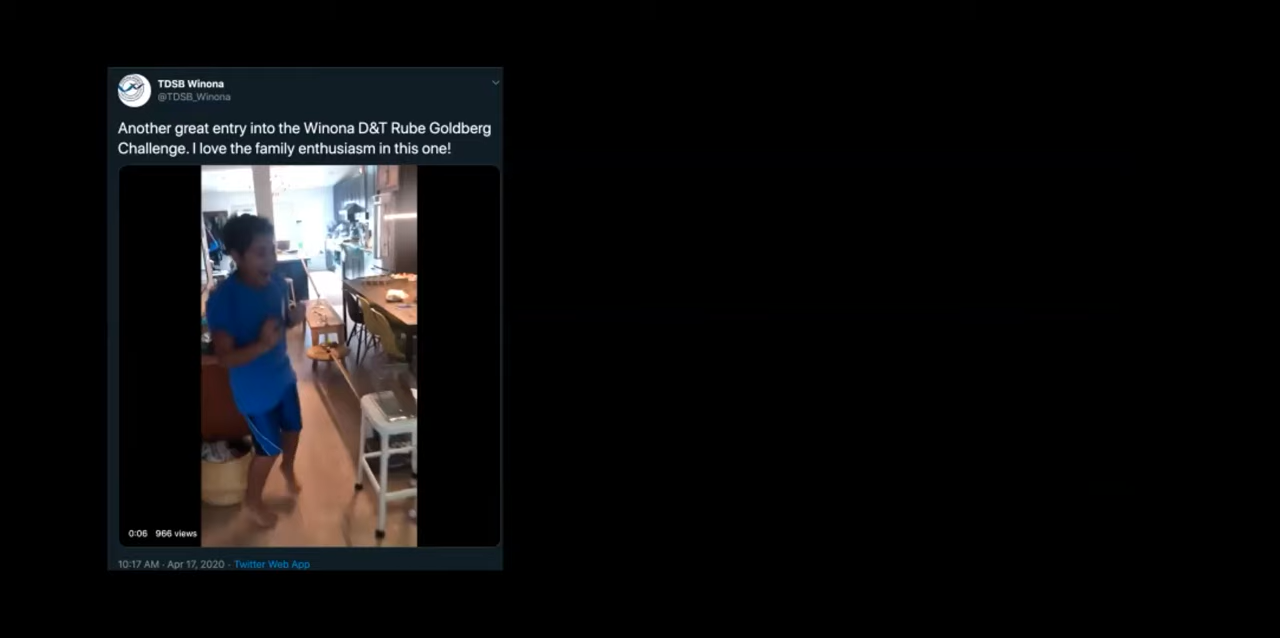 TDSB Winona
@TDSB_Winona
Another great entry into the Winona D&T Rube Goldberg
Challenge. I love the family enthusiasm in this one!
0:06 966 views
10:17 AM · Apr 17, 2020 · Twitter Web App